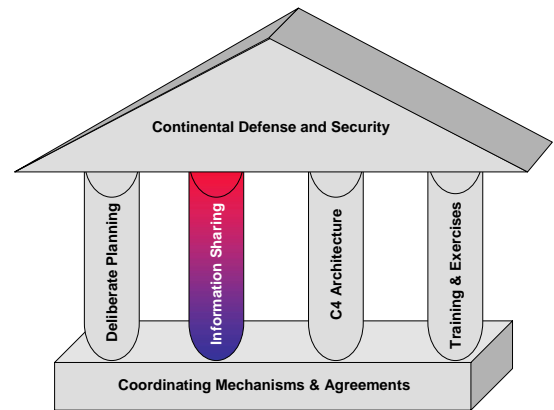 Continental Defense and Security
Deliberate Planning
Information Sharing
C4 Architecture
Training & Exercises
Coordinating Mechanisms & Agreements